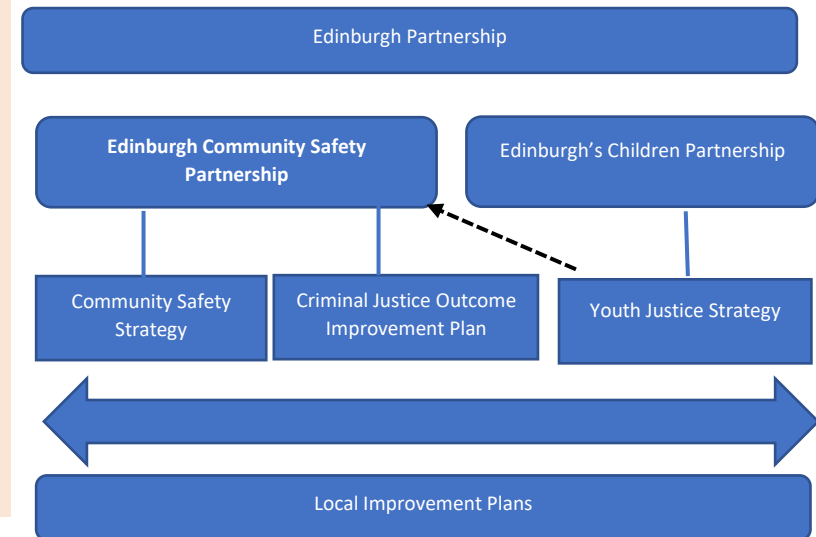 Edinburgh Partnership
Edinburgh Community Safety
Partnership
Edinburgh’s Children Partnership
Community Safety
Strategy
Criminal Justice Outcome
Improvement Plan
Youth Justice Strategy
Local Improvement Plans